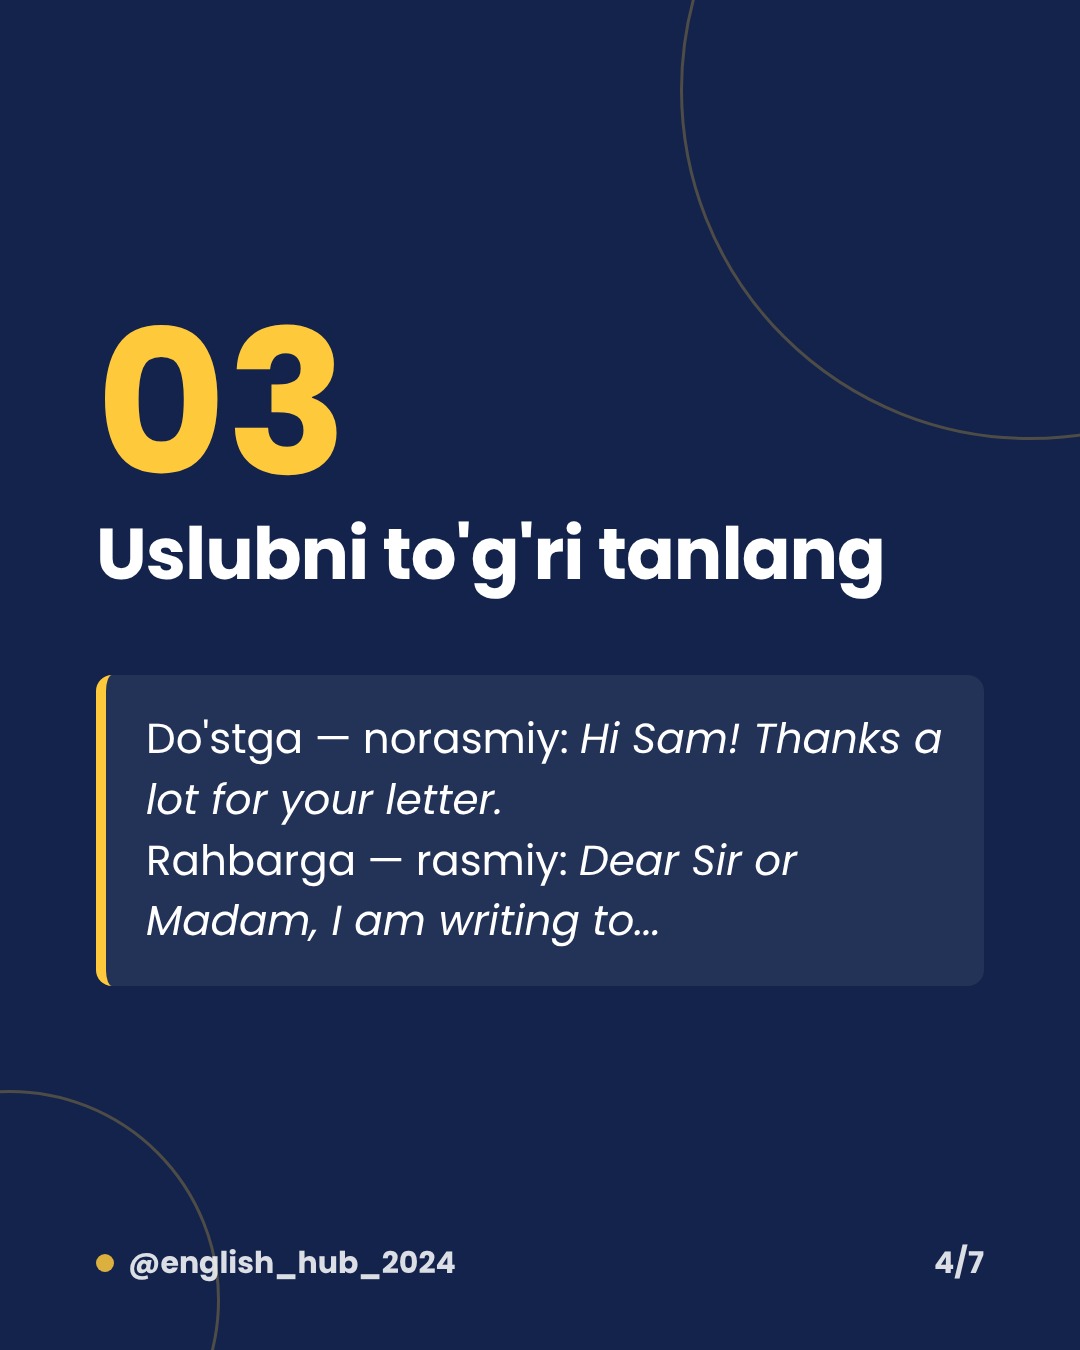 03
Uslubni to'g'ri tanlang
Do'stga — norasmiy: Hi Sam! Thanks a
lot for your letter.
Rahbarga — rasmiy: Dear Sir or
Madam, I am writing to...
@english_hub_2024
4/7